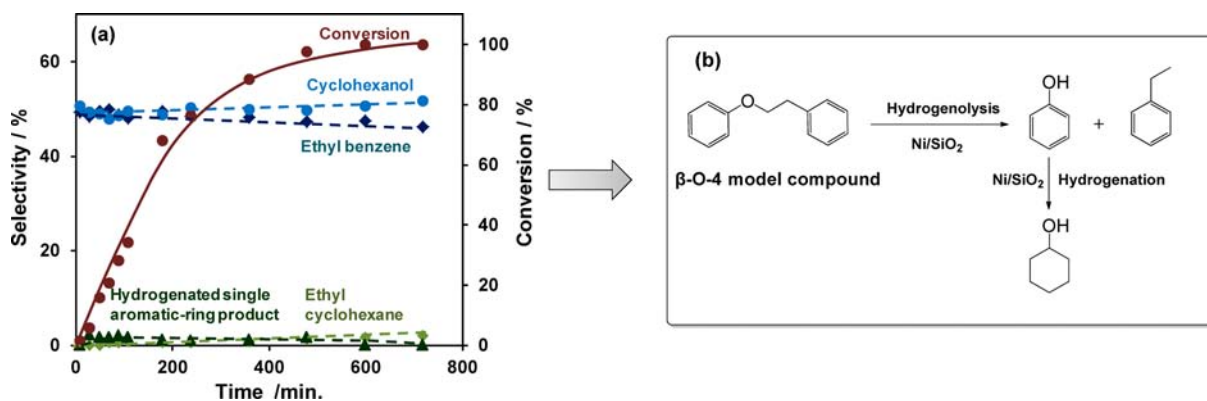 (a)
Conversion
Cyclohexanol
Ethyl benzene
Hydrogenated single
aromatic-ring product
Ethyl
cyclohexane
Selectivity / %
60
40
20
0
Conversion / %
100
80
60
40
20
0
0 200 400 600 800
Time /min.
(b)
O
β-O-4 model compound
Hydrogenolysis
Ni/SiO2
OH
+
Ni/SiO2 Hydrogenation
OH